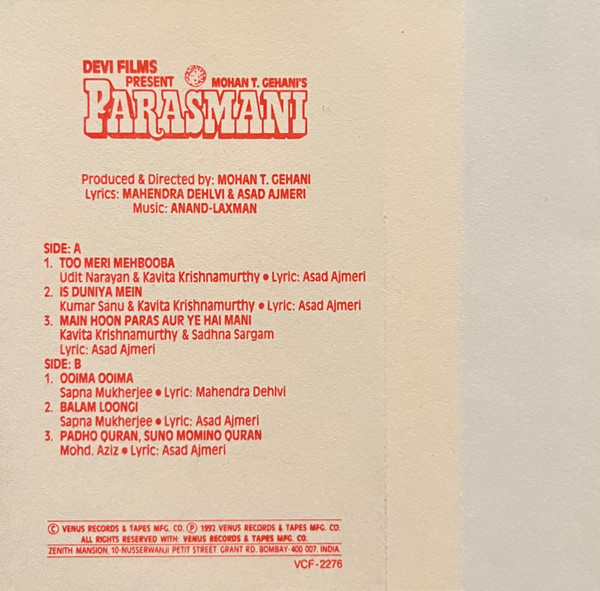 DEVI FILMS
PRESENT MOHAN T. GEHANI'S
PARASMANI
Produced & Directed by: MOHAN T. GEHANI
Lyrics: MAHENDRA DEHLVI & ASAD AJMERI
Music: ANAND-LAXMAN
SIDE: A
1. TOO MERI MEHBOOBA
Udit Narayan & Kavita Krishnamurthy ● Lyric: Asad Ajmeri
2. IS DUNIYA MEIN
Kumar Sanu & Kavita Krishnamurthy ● Lyric: Asad Ajmeri
3. MAIN HOON PARAS AUR YE HAI MANI
Kavita Krishnamurthy & Sadhna Sargam
Lyric: Asad Ajmeri
SIDE: B
1. OOIMA OOIMA
Sapna Mukherjee ● Lyric: Mahendra Dehlvi
2. BALAM LOONGI
Sapna Mukherjee ● Lyric: Asad Ajmeri
3. PADHO QURAN, SUNO MOMINO QURAN
Mohd. Aziz ● Lyric: Asad Ajmeri
© VENUS RECORDS & TAPES MFG. CO. ℗ 1992 VENUS RECORDS & TAPES MFG. CO.
ALL RIGHTS RESERVED WITH: VENUS RECORDS & TAPES MFG. CO.
ZENITH MANSION, 10-NUSSERWANJI PETIT STREET GRANT RD. BOMBAY-400 007. INDIA.
VCF-2276